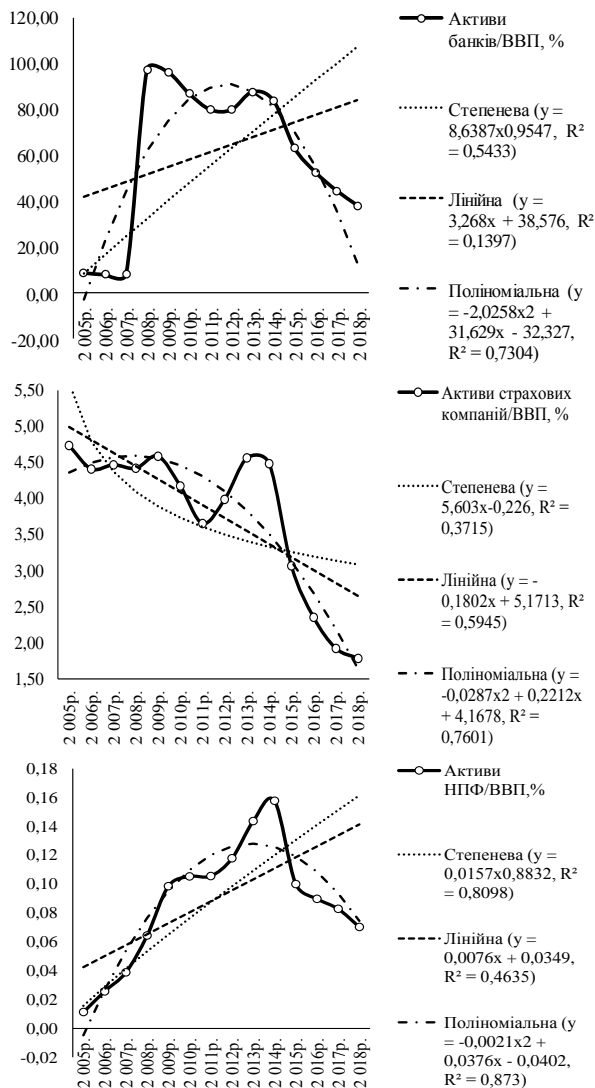 120,00
100,00
80,00
60,00
40,00
20,00
0,00
-20,00
2 005р.
2 006р.
2 007р.
2 008р.
2 009р.
2 010р.
2 011р.
2 012р.
2 013р.
2 014р.
2 015р.
2 016р.
2 017р.
2 018р.
Активи
банків/ВВП, %
Степенева (y =
8,6387x0,9547, R²
= 0,5433)
Лінійна (y =
3,268x + 38,576, R²
= 0,1397)
Поліноміальна (y
= -2,0258x2 +
31,629x - 32,327,
R² = 0,7304)
5,50
5,00
4,50
4,00
3,50
3,00
2,50
2,00
1,50
2 005р.
2 006р.
2 007р.
2 008р.
2 009р.
2 010р.
2 011р.
2 012р.
2 013р.
2 014р.
2 015р.
2 016р.
2 017р.
2 018р.
Активи страхових
компаній/ВВП, %
Степенева (y =
5,603x-0,226, R² =
0,3715)
Лінійна (y = -
0,1802x + 5,1713, R²
= 0,5945)
Поліноміальна (y =
-0,0287x2 + 0,2212x
+ 4,1678, R² =
0,7601)
0,18
0,16
0,14
0,12
0,10
0,08
0,06
0,04
0,02
0,00
-0,02
2 005р.
2 006р.
2 007р.
2 008р.
2 009р.
2 010р.
2 011р.
2 012р.
2 013р.
2 014р.
2 015р.
2 016р.
2 017р.
2 018р.
Активи
НПФ/ВВП,%
Степенева (y =
0,0157x0,8832, R²
= 0,8098)
Лінійна (y =
0,0076x + 0,0349,
R² = 0,4635)
Поліноміальна (y
= -0,0021x2 +
0,0376x - 0,0402,
R² = 0,873)